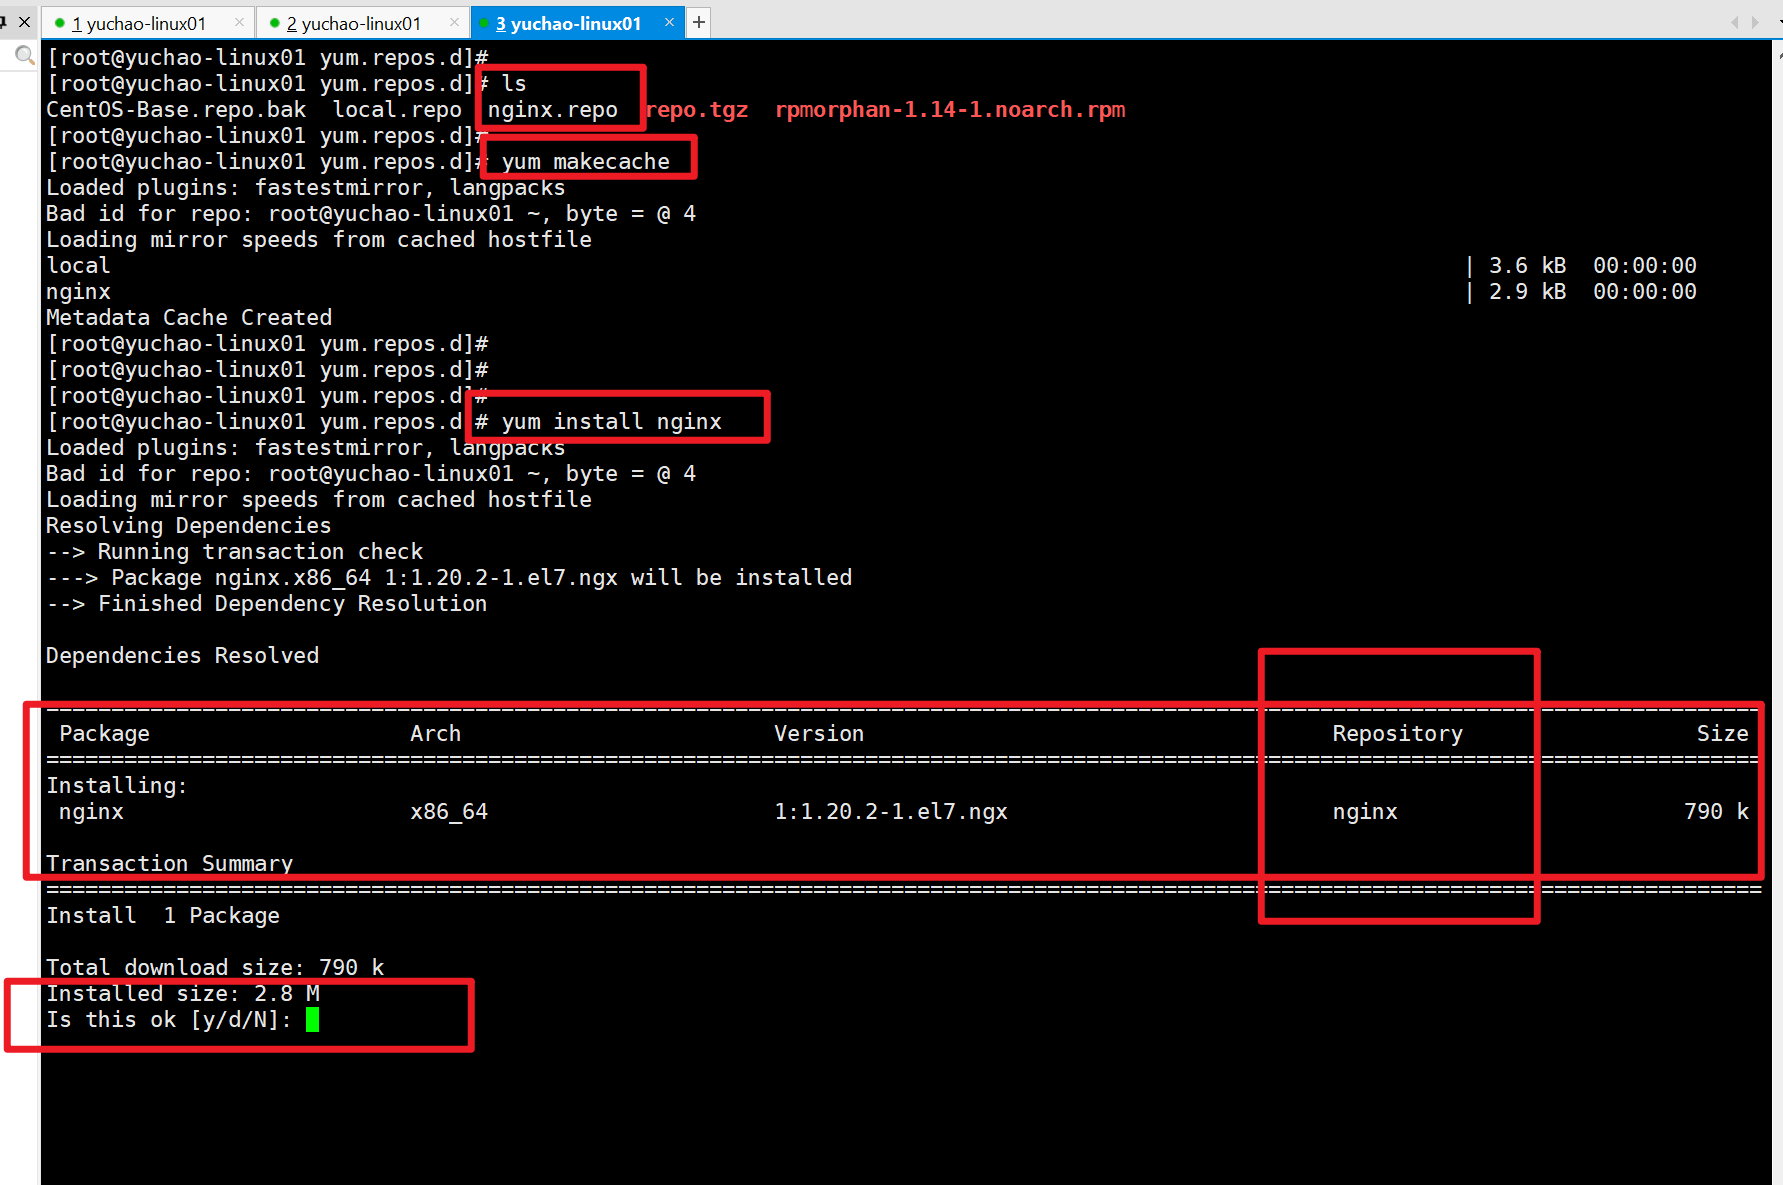 1 yuchao-linux01 × 2 yuchao-linux01 × 3 yuchao-linux01 × +
[root@yuchao-linux01 yum.repos.d]#
[root@yuchao-linux01 yum.repos.d]# ls
CentOS-Base.repo.bak  local.repo  nginx.repo  repo.tgz  rpmorphan-1.14-1.noarch.rpm
[root@yuchao-linux01 yum.repos.d]#
[root@yuchao-linux01 yum.repos.d]# yum makecache
Loaded plugins: fastestmirror, langpacks
Bad id for repo: root@yuchao-linux01 ~, byte = @ 4
Loading mirror speeds from cached hostfile
local | 3.6 kB  00:00:00
nginx | 2.9 kB  00:00:00
Metadata Cache Created
[root@yuchao-linux01 yum.repos.d]#
[root@yuchao-linux01 yum.repos.d]#
[root@yuchao-linux01 yum.repos.d]#
[root@yuchao-linux01 yum.repos.d]# yum install nginx
Loaded plugins: fastestmirror, langpacks
Bad id for repo: root@yuchao-linux01 ~, byte = @ 4
Loading mirror speeds from cached hostfile
Resolving Dependencies
--> Running transaction check
---> Package nginx.x86_64 1:1.20.2-1.el7.ngx will be installed
--> Finished Dependency Resolution
Dependencies Resolved
Package Arch Version Repository Size
Installing:
nginx x86_64 1:1.20.2-1.el7.ngx nginx 790 k
Transaction Summary
Install  1 Package
Total download size: 790 k
Installed size: 2.8 M
Is this ok [y/d/N]: